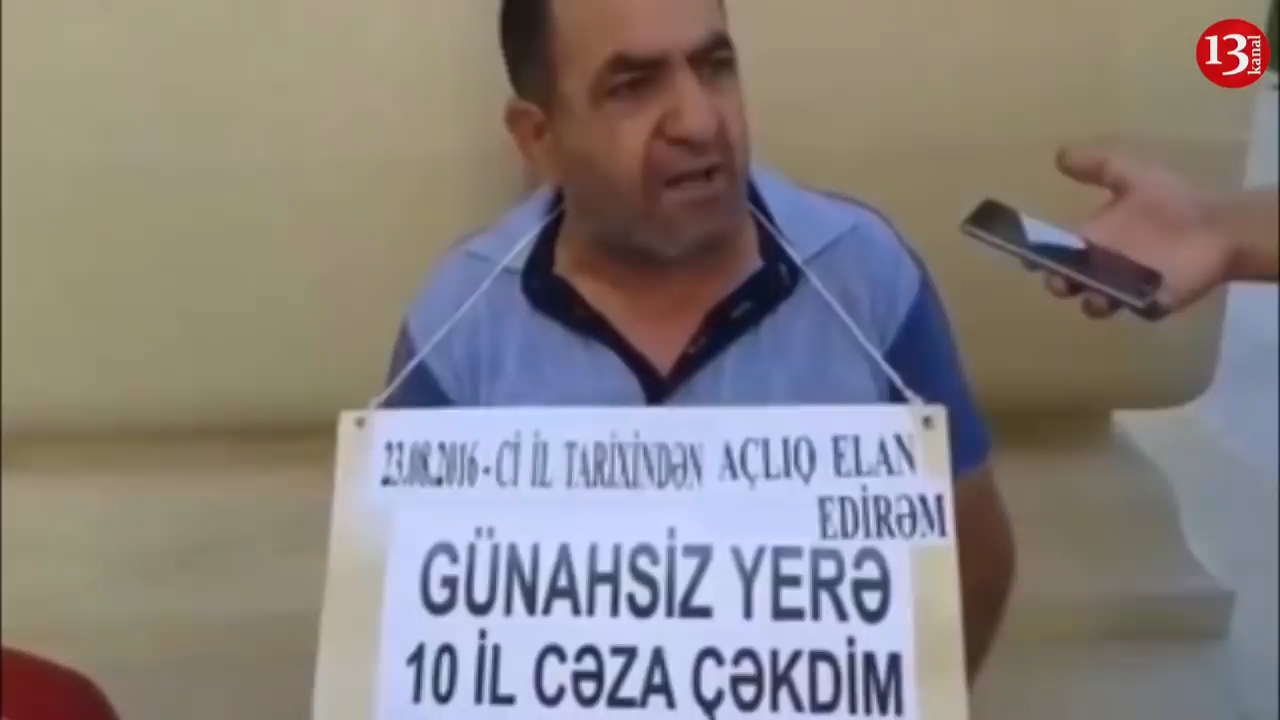 13 kanal
23.08.2016 - Cİ İL TARİXİNDƏN AÇLIQ ELAN
EDİRƏM
GÜNAHSİZ YERƏ
10 İL CƏZA ÇƏKDİM